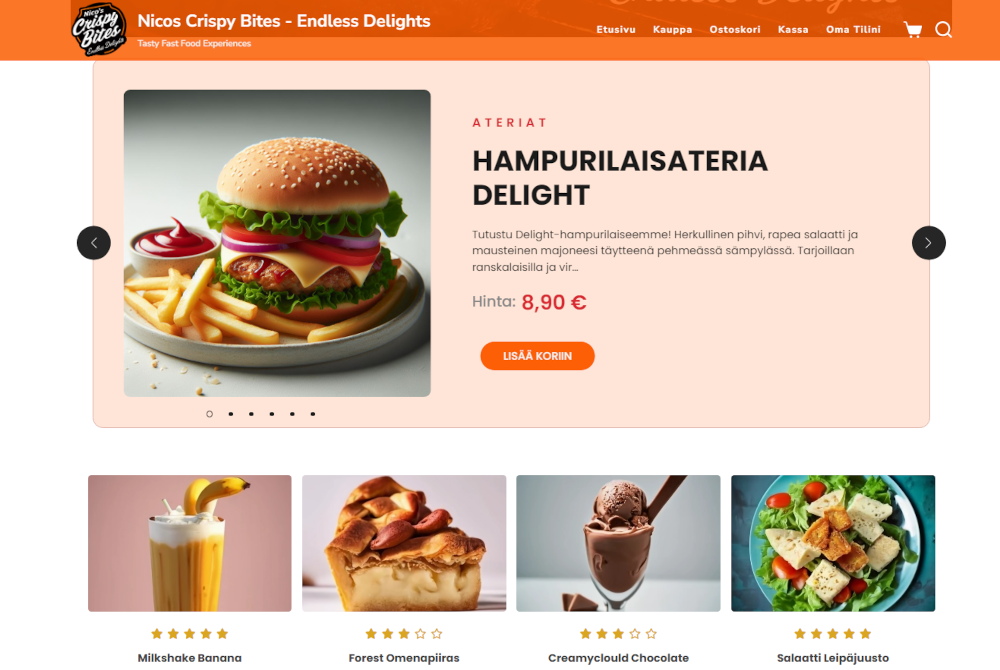 Nico's
Crispy
Bites
Endless Delights
Nicos Crispy Bites - Endless Delights
Tasty Fast Food Experiences
Etusivu Kauppa Ostoskori Kassa Oma Tilini
ATERIAT
HAMPURILAISATERIA
DELIGHT
Tutustu Delight-hampurilaiseemme! Herkullinen pihvi, rapea salaatti ja
mausteinen majoneesi täytteenä pehmeässä sämpylässä. Tarjoillaan
ranskalaisilla ja vir...
Hinta: 8,90 €
LISÄÄ KORIIN
Milkshake Banana
Forest Omenapiiras
Creamyclould Chocolate
Salaatti Leipäjuusto